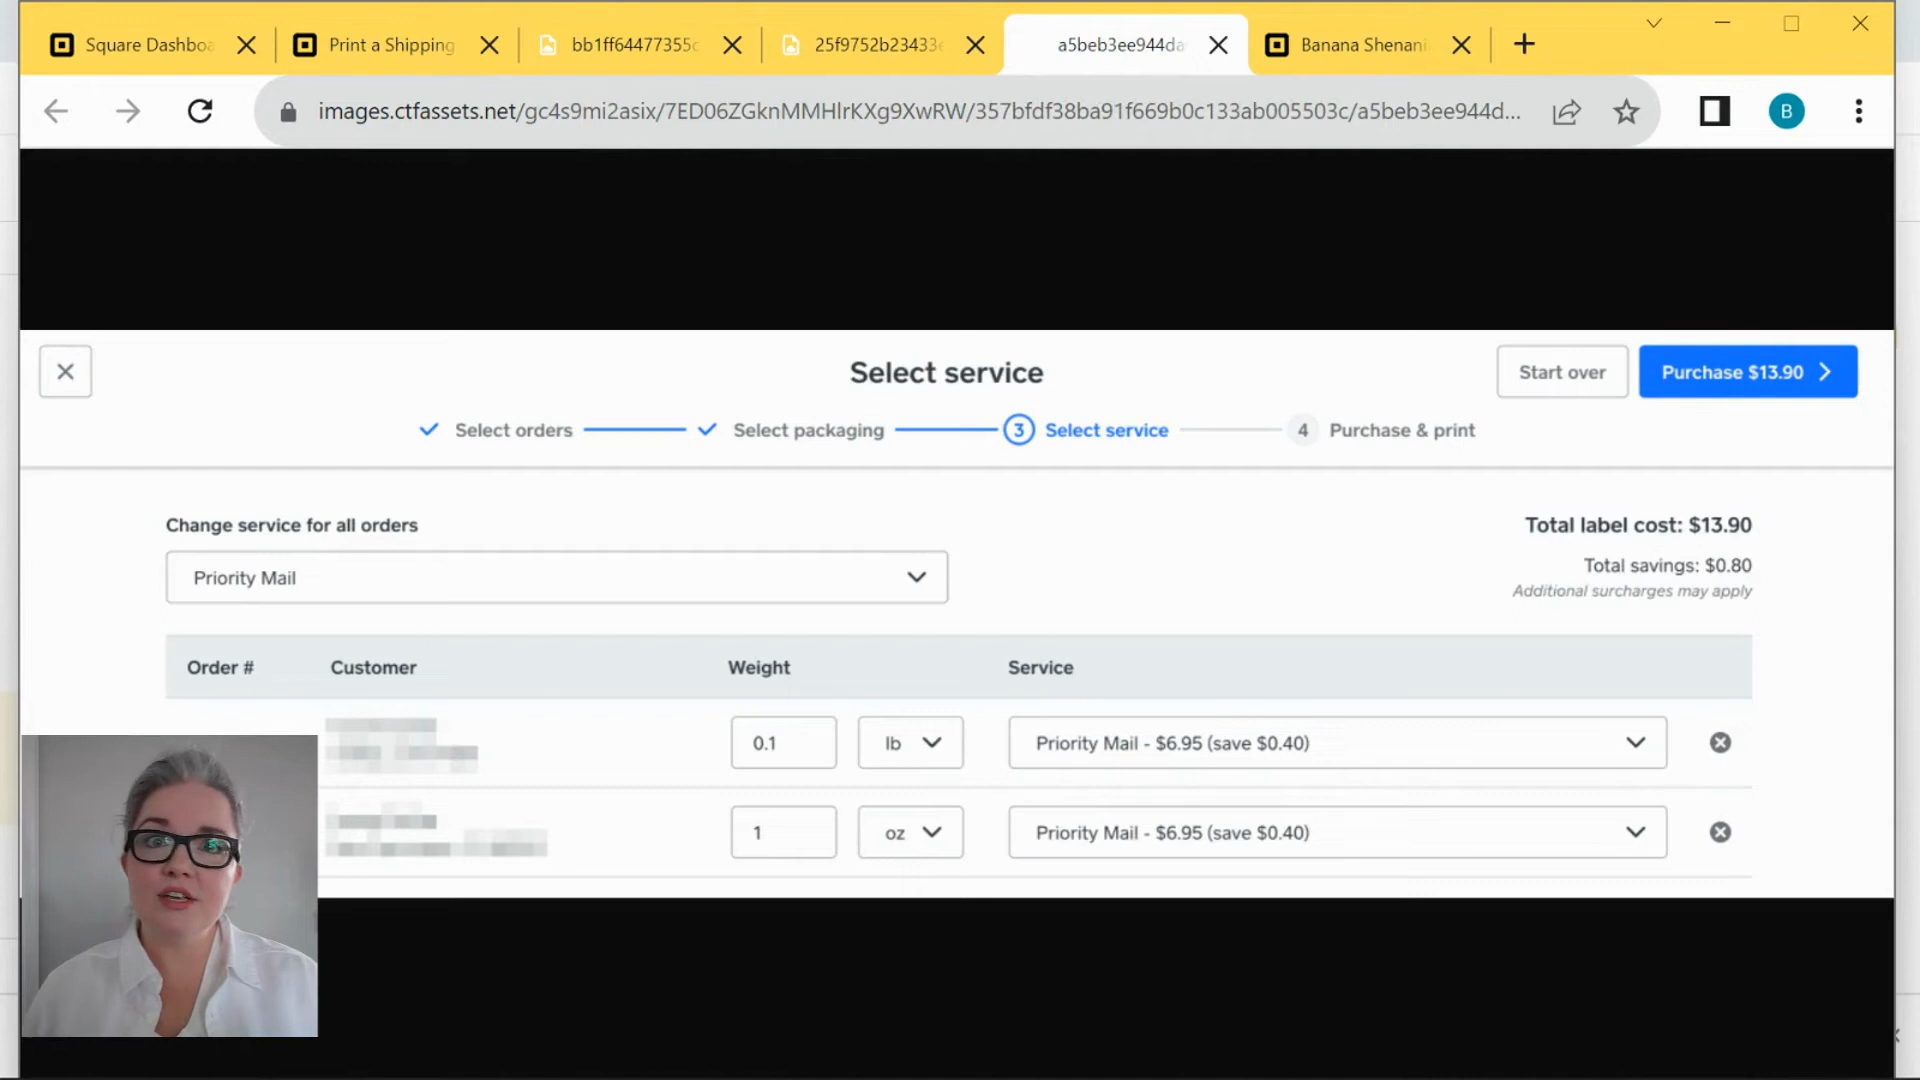 Square Dashboa
Print a Shipping
bb1ff64477355c
25f9752b23433e
a5beb3ee944da
Banana Shenani
images.ctfassets.net/gc4s9mi2asix/7ED06ZGknMMHlrKXg9XwRW/357bfdf38ba91f669b0c133ab005503c/a5beb3ee944d...
B
Select service
Start over
Purchase $13.90
Select orders
Select packaging
3 Select service
4 Purchase & print
Change service for all orders
Total label cost: $13.90
Priority Mail
Total savings: $0.80
Additional surcharges may apply
Order # Customer Weight Service
0.1 lb Priority Mail - $6.95 (save $0.40)
1 oz Priority Mail - $6.95 (save $0.40)